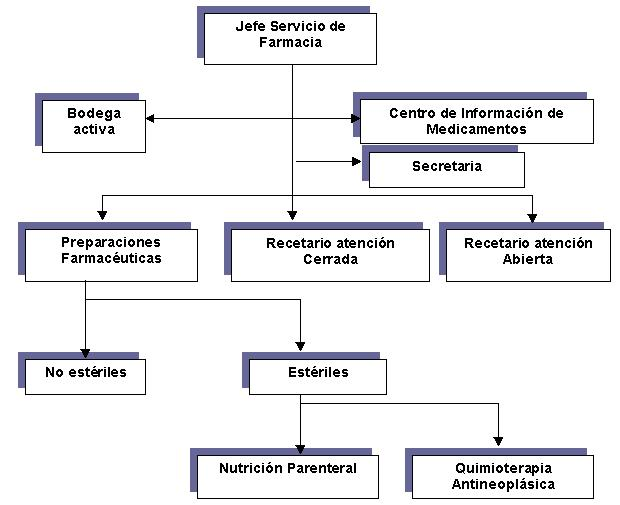 Jefe Servicio de
Farmacia
Bodega
activa
Centro de Información de
Medicamentos
Secretaria
Preparaciones
Farmacéuticas
Recetario atención
Cerrada
Recetario atención
Abierta
No estériles
Estériles
Nutrición Parenteral
Quimioterapia
Antineoplásica